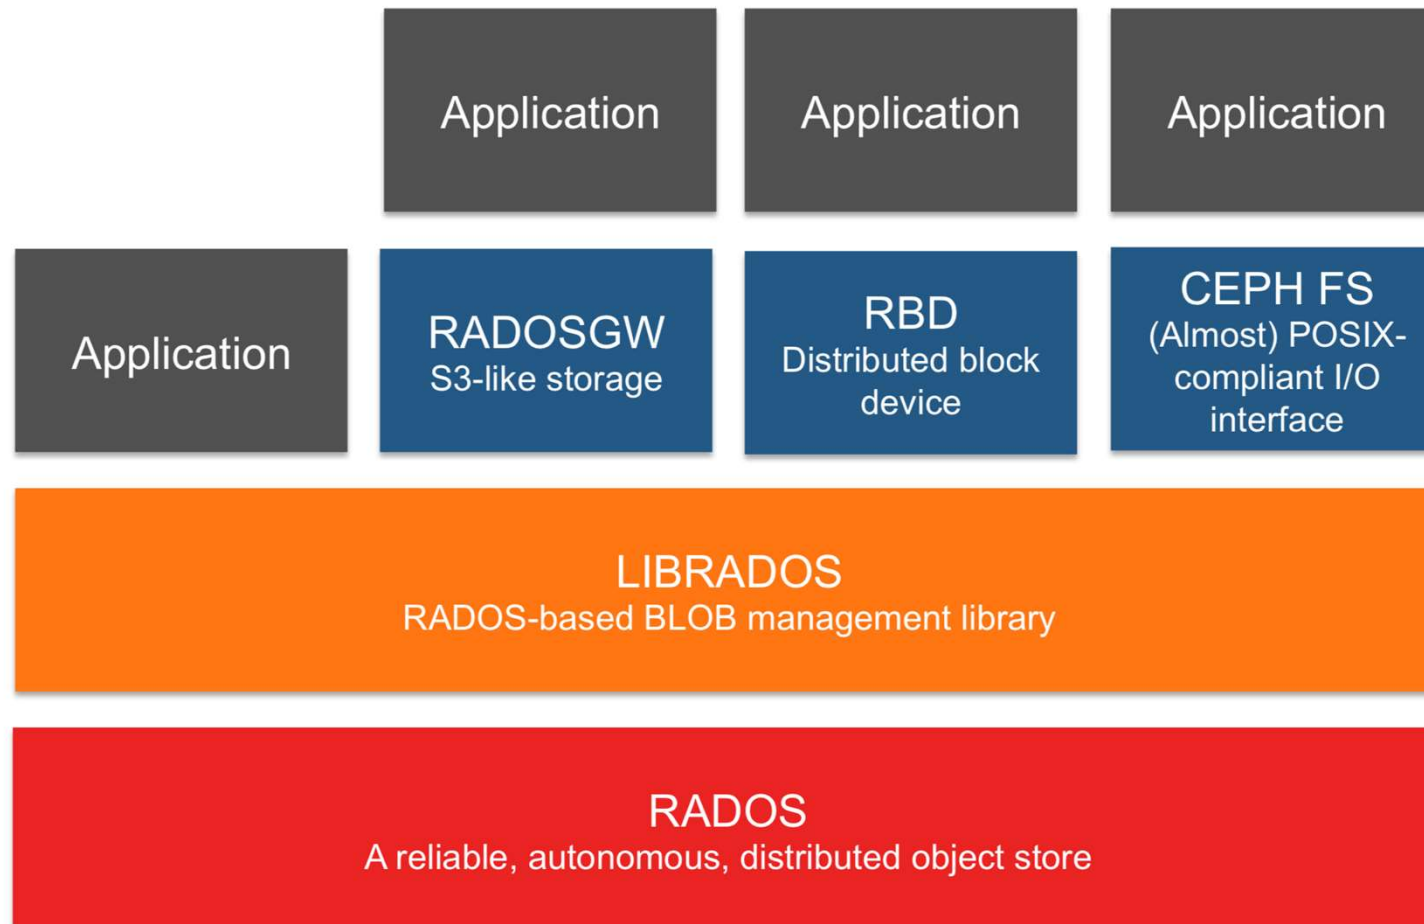 Application
Application
Application
Application
RADOSGW
S3-like storage
RBD
Distributed block
device
CEPH FS
(Almost) POSIX-
compliant I/O
interface
LIBRADOS
RADOS-based BLOB management library
RADOS
A reliable, autonomous, distributed object store